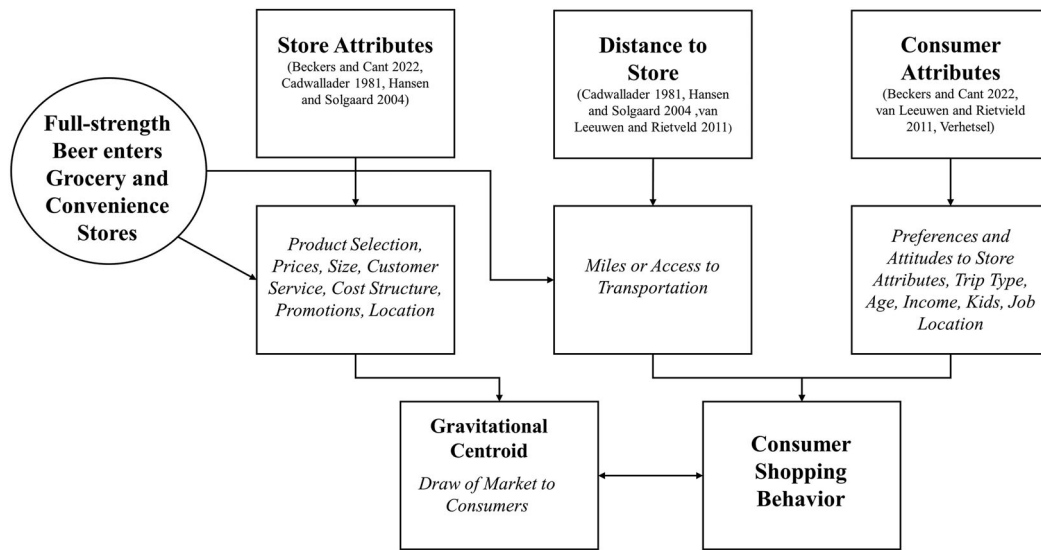 Full-strength
Beer enters
Grocery and
Convenience
Stores
Store Attributes
(Beckers and Cant 2022,
Cadwallader 1981, Hansen
and Solgaard 2004)
Distance to
Store
(Cadwallader 1981, Hansen
and Solgaard 2004 ,van
Leeuwen and Rietveld 2011)
Consumer
Attributes
(Beckers and Cant 2022,
van Leeuwen and Rietvield
2011, Verhetsel)
Product Selection,
Prices, Size, Customer
Service, Cost Structure,
Promotions, Location
Miles or Access to
Transportation
Preferences and
Attitudes to Store
Attributes, Trip Type,
Age, Income, Kids, Job
Location
Gravitational
Centroid
Draw of Market to
Consumers
Consumer
Shopping
Behavior